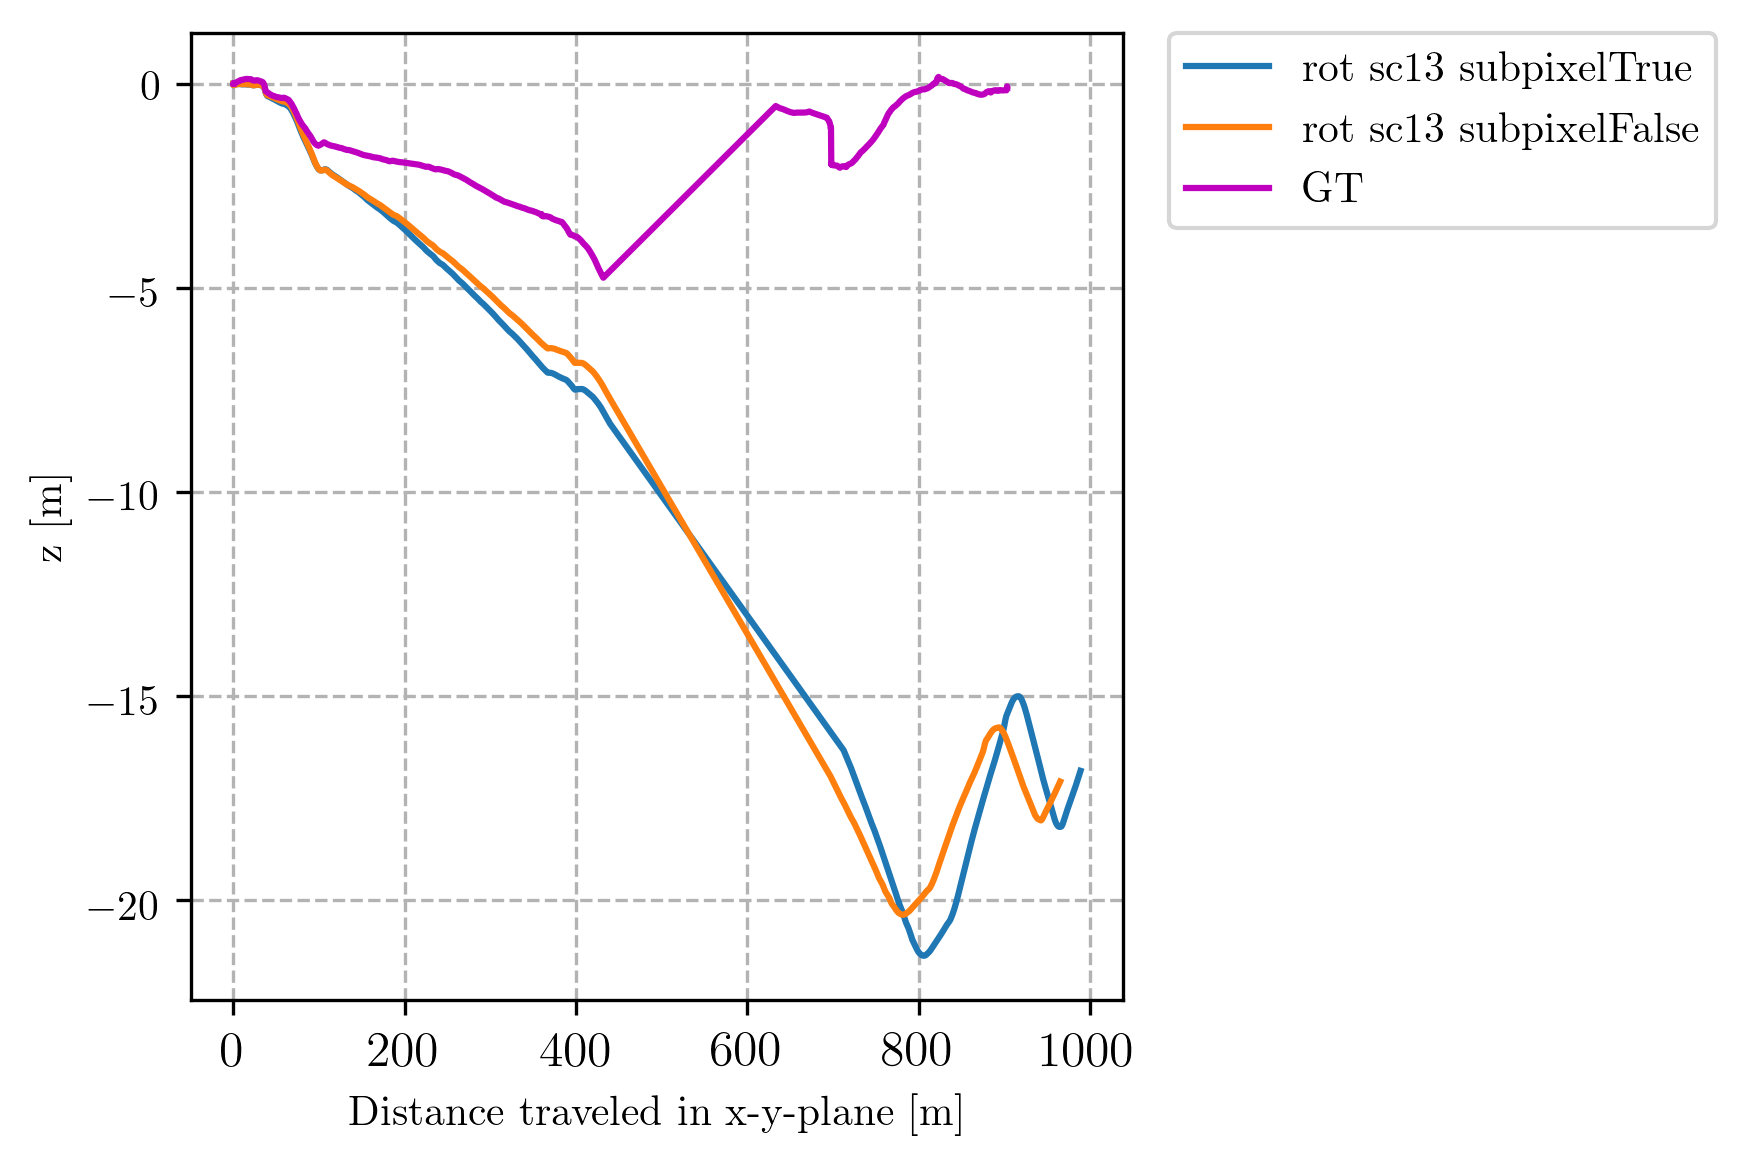 rot sc13 subpixelTrue
rot sc13 subpixelFalse
GT
0
−5
−10
−15
−20
z [m]
0 200 400 600 800 1000
Distance traveled in x-y-plane [m]